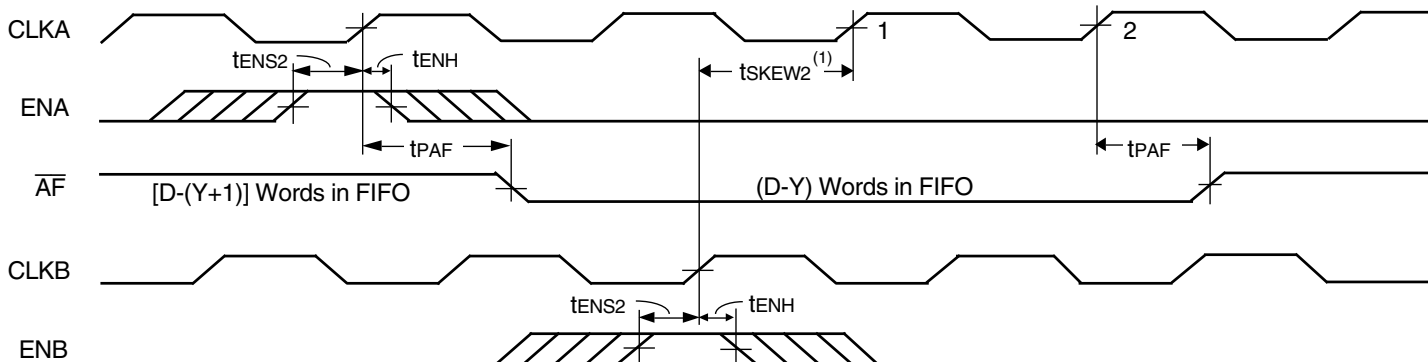 CLKA
1
2
tENS2
tENH
tSKEW2(1)
ENA
tPAF
tPAF
AF
[D-(Y+1)] Words in FIFO
(D-Y) Words in FIFO
CLKB
tENS2
tENH
ENB